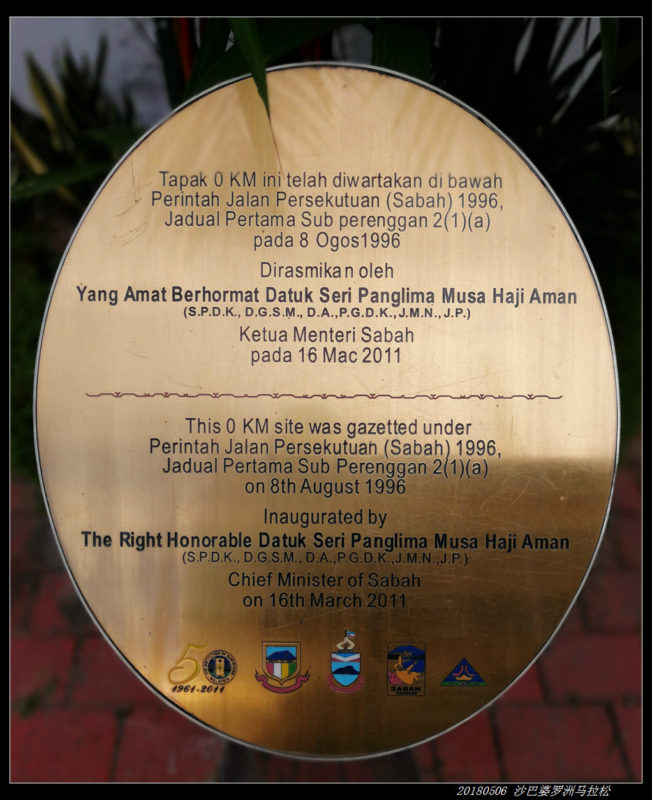 Tapak 0 KM ini telah diwartakan di bawah
Perintah Jalan Persekutuan (Sabah) 1996,
Jadual Pertama Sub perenggan 2(1)(a)
pada 8 Ogos1996
Dirasmikan oleh
Yang Amat Berhormat Datuk Seri Panglima Musa Haji Aman
(S.P.D.K., D.G.S.M., D.A.,P.G.D.K.,J.M.N.,J.P.)
Ketua Menteri Sabah
pada 16 Mac 2011
This 0 KM site was gazetted under
Perintah Jalan Persekutuan (Sabah) 1996,
Jadual Pertama Sub Perenggan 2(1)(a)
on 8th August 1996
Inaugurated by
The Right Honorable Datuk Seri Panglima Musa Haji Aman
(S.P.D.K., D.G.S.M., D.A.,P.G.D.K.,J.M.N.,J.P.)
Chief Minister of Sabah
on 16th March 2011
50
1961-2011
SABAH
20180506 沙巴婆罗洲马拉松